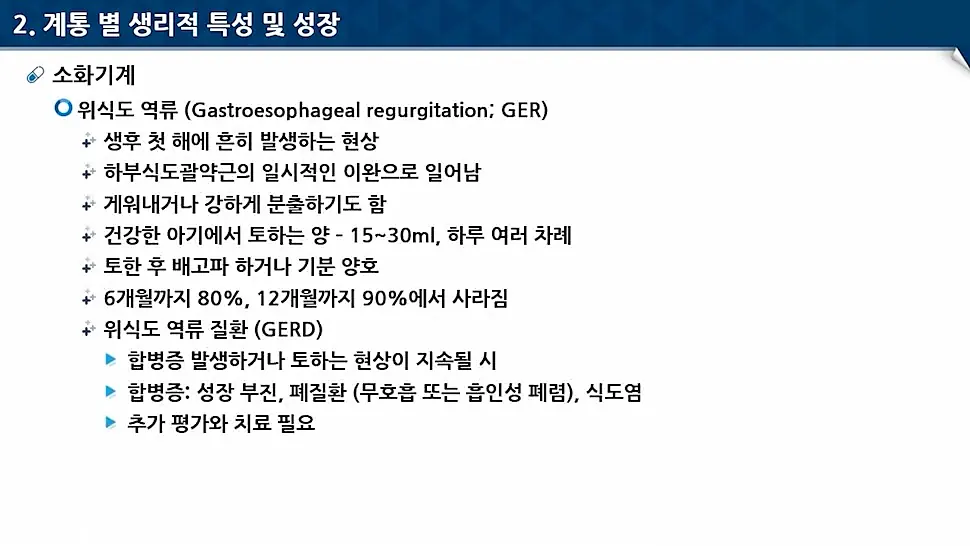 2. 계통 별 생리적 특성 및 성장
소화기계
위식도 역류 (Gastroesophageal regurgitation; GER)
생후 첫 해에 흔히 발생하는 현상
하부식도괄약근의 일시적인 이완으로 일어남
게워내거나 강하게 분출하기도 함
건강한 아기에서 토하는 양 - 15~30ml, 하루 여러 차례
토한 후 배고파 하거나 기분 양호
6개월까지 80%, 12개월까지 90%에서 사라짐
위식도 역류 질환 (GERD)
합병증 발생하거나 토하는 현상이 지속될 시
합병증: 성장 부진, 폐질환 (무호흡 또는 흡인성 폐렴), 식도염
추가 평가와 치료 필요